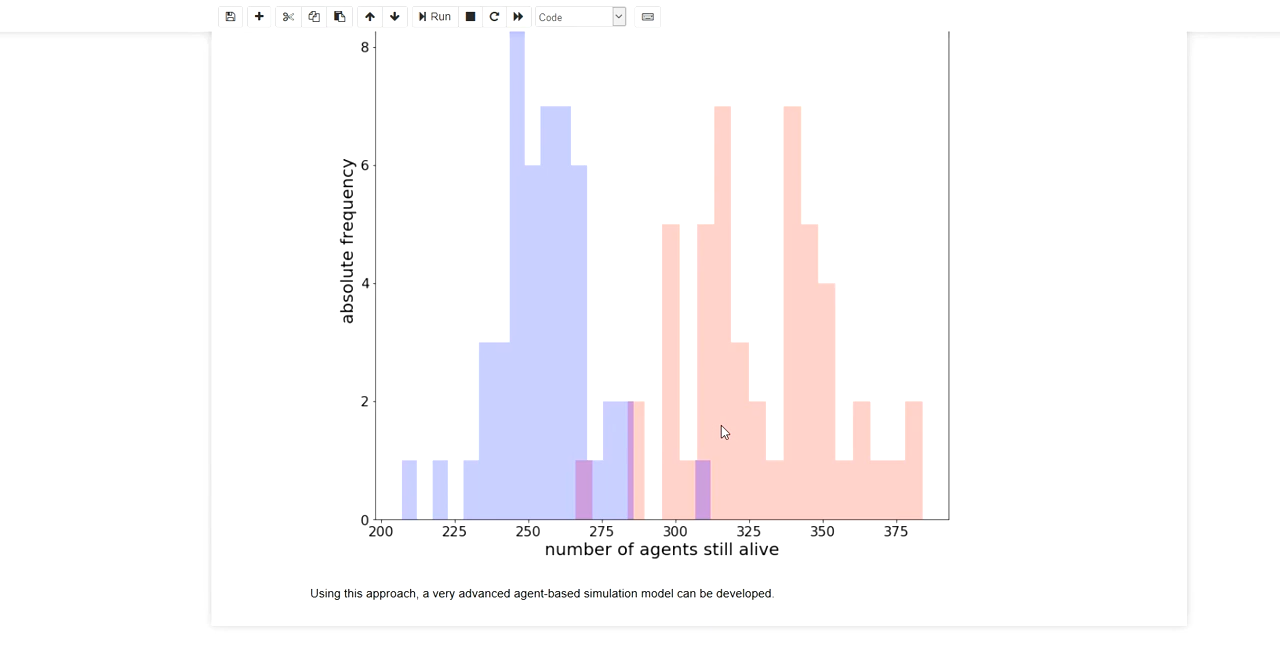 Run
Code
8
6
4
2
0
absolute frequency
200 225 250 275 300 325 350 375
number of agents still alive
Using this approach, a very advanced agent-based simulation model can be developed.